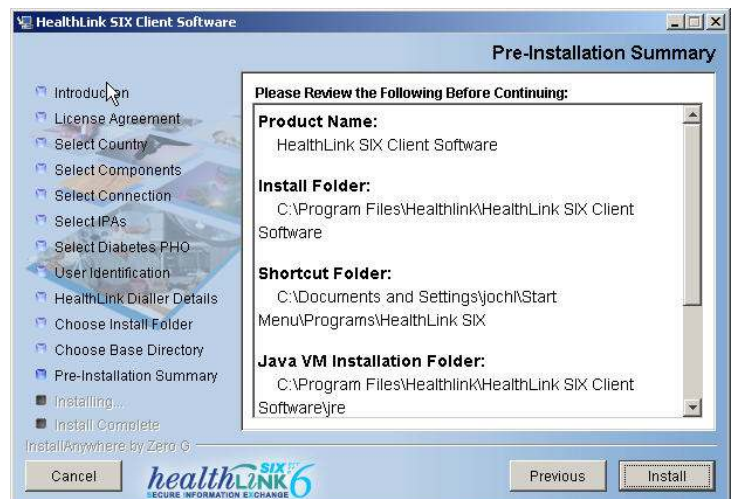 HealthLink SIX Client Software
Pre-Installation Summary
Introduction
License Agreement
Select Country
Select Components
Select Connection
Select IPAs
Select Diabetes PHO
User Identification
HealthLink Dialler Details
Choose Install Folder
Choose Base Directory
Pre-Installation Summary
Installing...
Install Complete
Please Review the Following Before Continuing:
Product Name:
HealthLink SIX Client Software
Install Folder:
C:\Program Files\Healthlink\HealthLink SIX Client
Software
Shortcut Folder:
C:\Documents and Settings\jochl\Start
Menu\Programs\HealthLink SIX
Java VM Installation Folder:
C:\Program Files\Healthlink\HealthLink SIX Client
Software\jre
InstallAnywhere by Zero G
Cancel
healthLINK SIX 6
SECURE INFORMATION EXCHANGE
Previous
Install